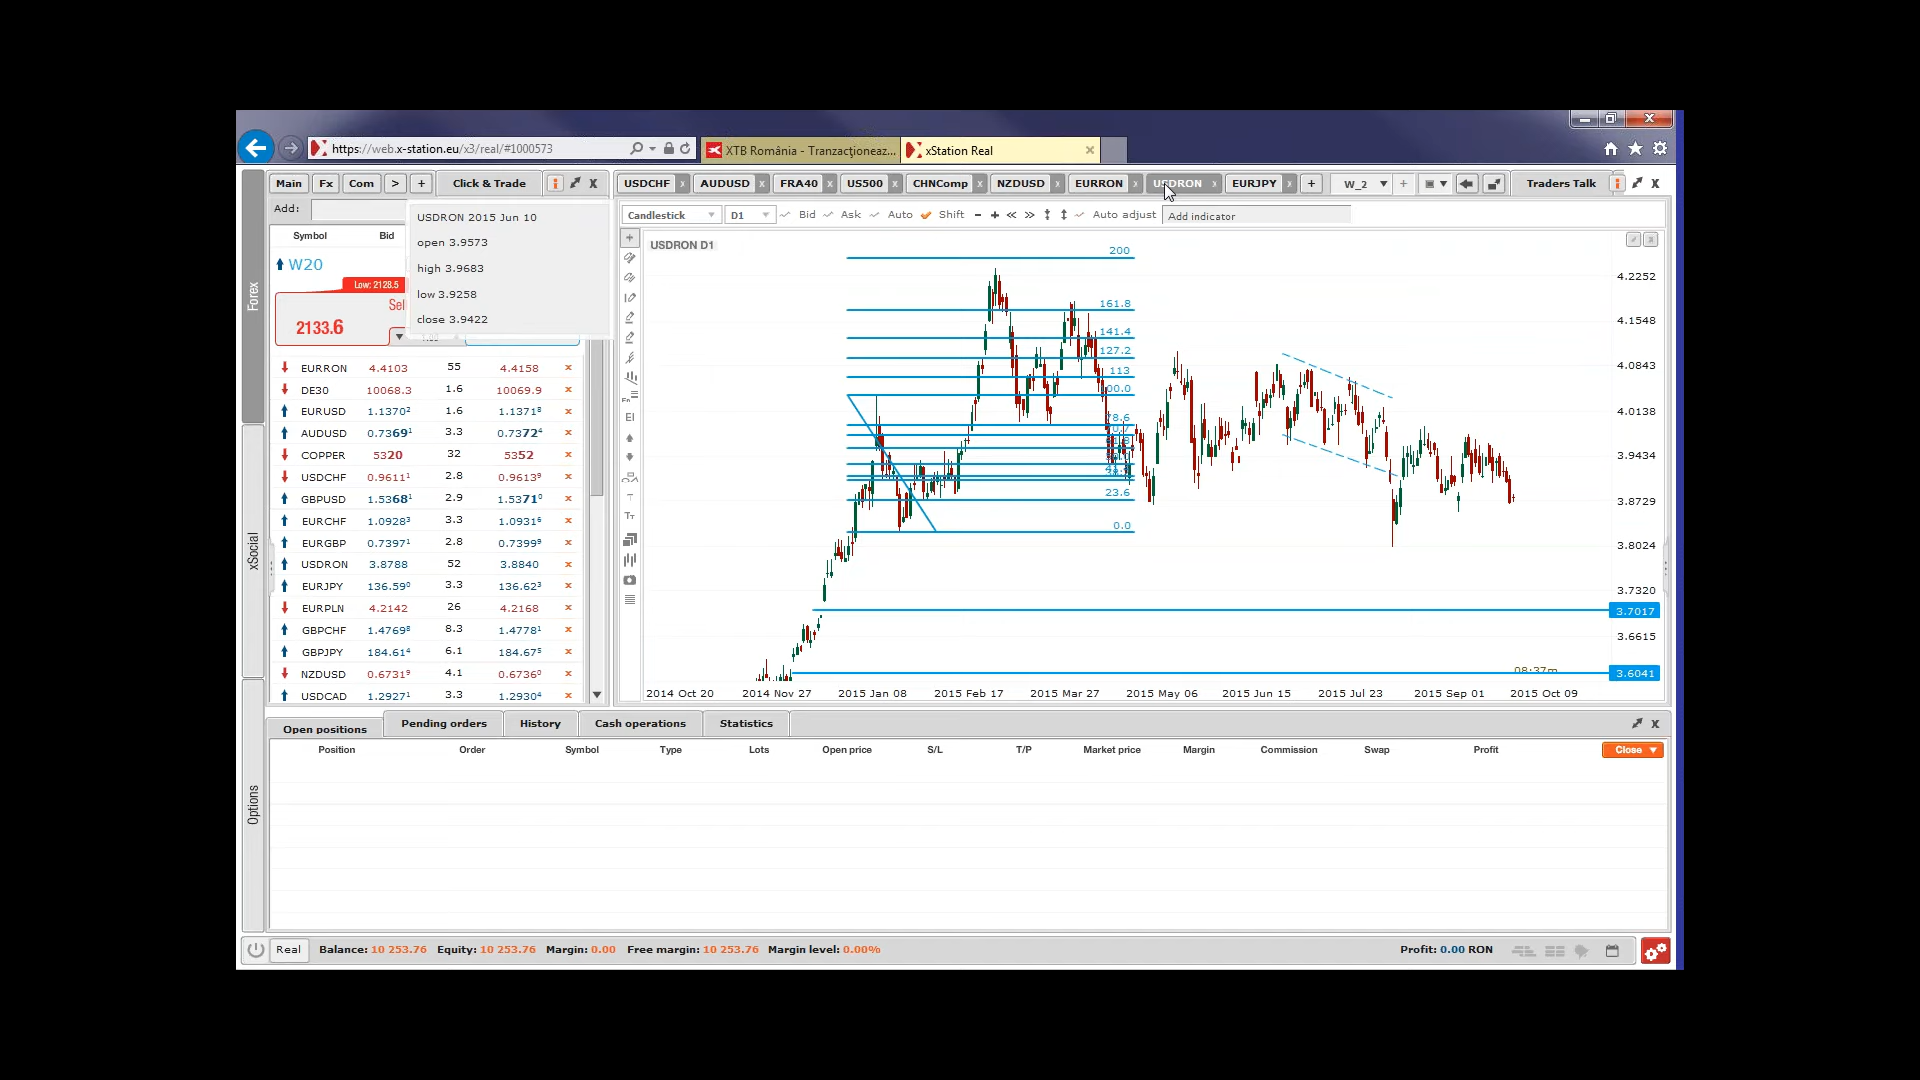 https://web.x-station.eu/x3/real/#1000573
XTB România - Tranzacționeaz...
xStation Real
Main Fx Com > + Click & Trade
USDCHF AUDUSD FRA40 US500 CHNComp NZDUSD EURRON USDRON EURJPY + W_2 Traders Talk
Add:
Candlestick D1 Bid Ask Auto Shift Auto adjust Add indicator
Symbol Bid
USDRON 2015 Jun 10
open 3.9573
high 3.9683
low 3.9258
close 3.9422
W20
Low: 2128.5
Sel
2133.6
EURRON 4.4103 55 4.4158
DE30 10068.3 1.6 10069.9
EURUSD 1.1370² 1.6 1.1371⁸
AUDUSD 0.7369¹ 3.3 0.7372⁴
COPPER 5320 32 5352
USDCHF 0.9611¹ 2.8 0.9613⁹
GBPUSD 1.5368¹ 2.9 1.5371⁰
EURCHF 1.0928³ 3.3 1.0931⁶
EURGBP 0.7397¹ 2.8 0.7399⁹
USDRON 3.8788 52 3.8840
EURJPY 136.59⁰ 3.3 136.62³
EURPLN 4.2142 26 4.2168
GBPCHF 1.4769⁸ 8.3 1.4778¹
GBPJPY 184.61⁴ 6.1 184.67⁵
NZDUSD 0.6731⁹ 4.1 0.6736⁰
USDCAD 1.2927¹ 3.3 1.2930⁴
Forex
xSocial
Options
USDRON D1
200
161.8
141.4
127.2
113
78.6
23.6
0.0
4.2252
4.1548
4.0843
4.0138
3.9434
3.8729
3.8024
3.7320
3.7017
3.6615
3.6041
08:37m
2014 Oct 20 2014 Nov 27 2015 Jan 08 2015 Feb 17 2015 Mar 27 2015 May 06 2015 Jun 15 2015 Jul 23 2015 Sep 01 2015 Oct 09
Open positions Pending orders History Cash operations Statistics
Position Order Symbol Type Lots Open price S/L T/P Market price Margin Commission Swap Profit Close
Real Balance: 10 253.76 Equity: 10 253.76 Margin: 0.00 Free margin: 10 253.76 Margin level: 0.00% Profit: 0.00 RON